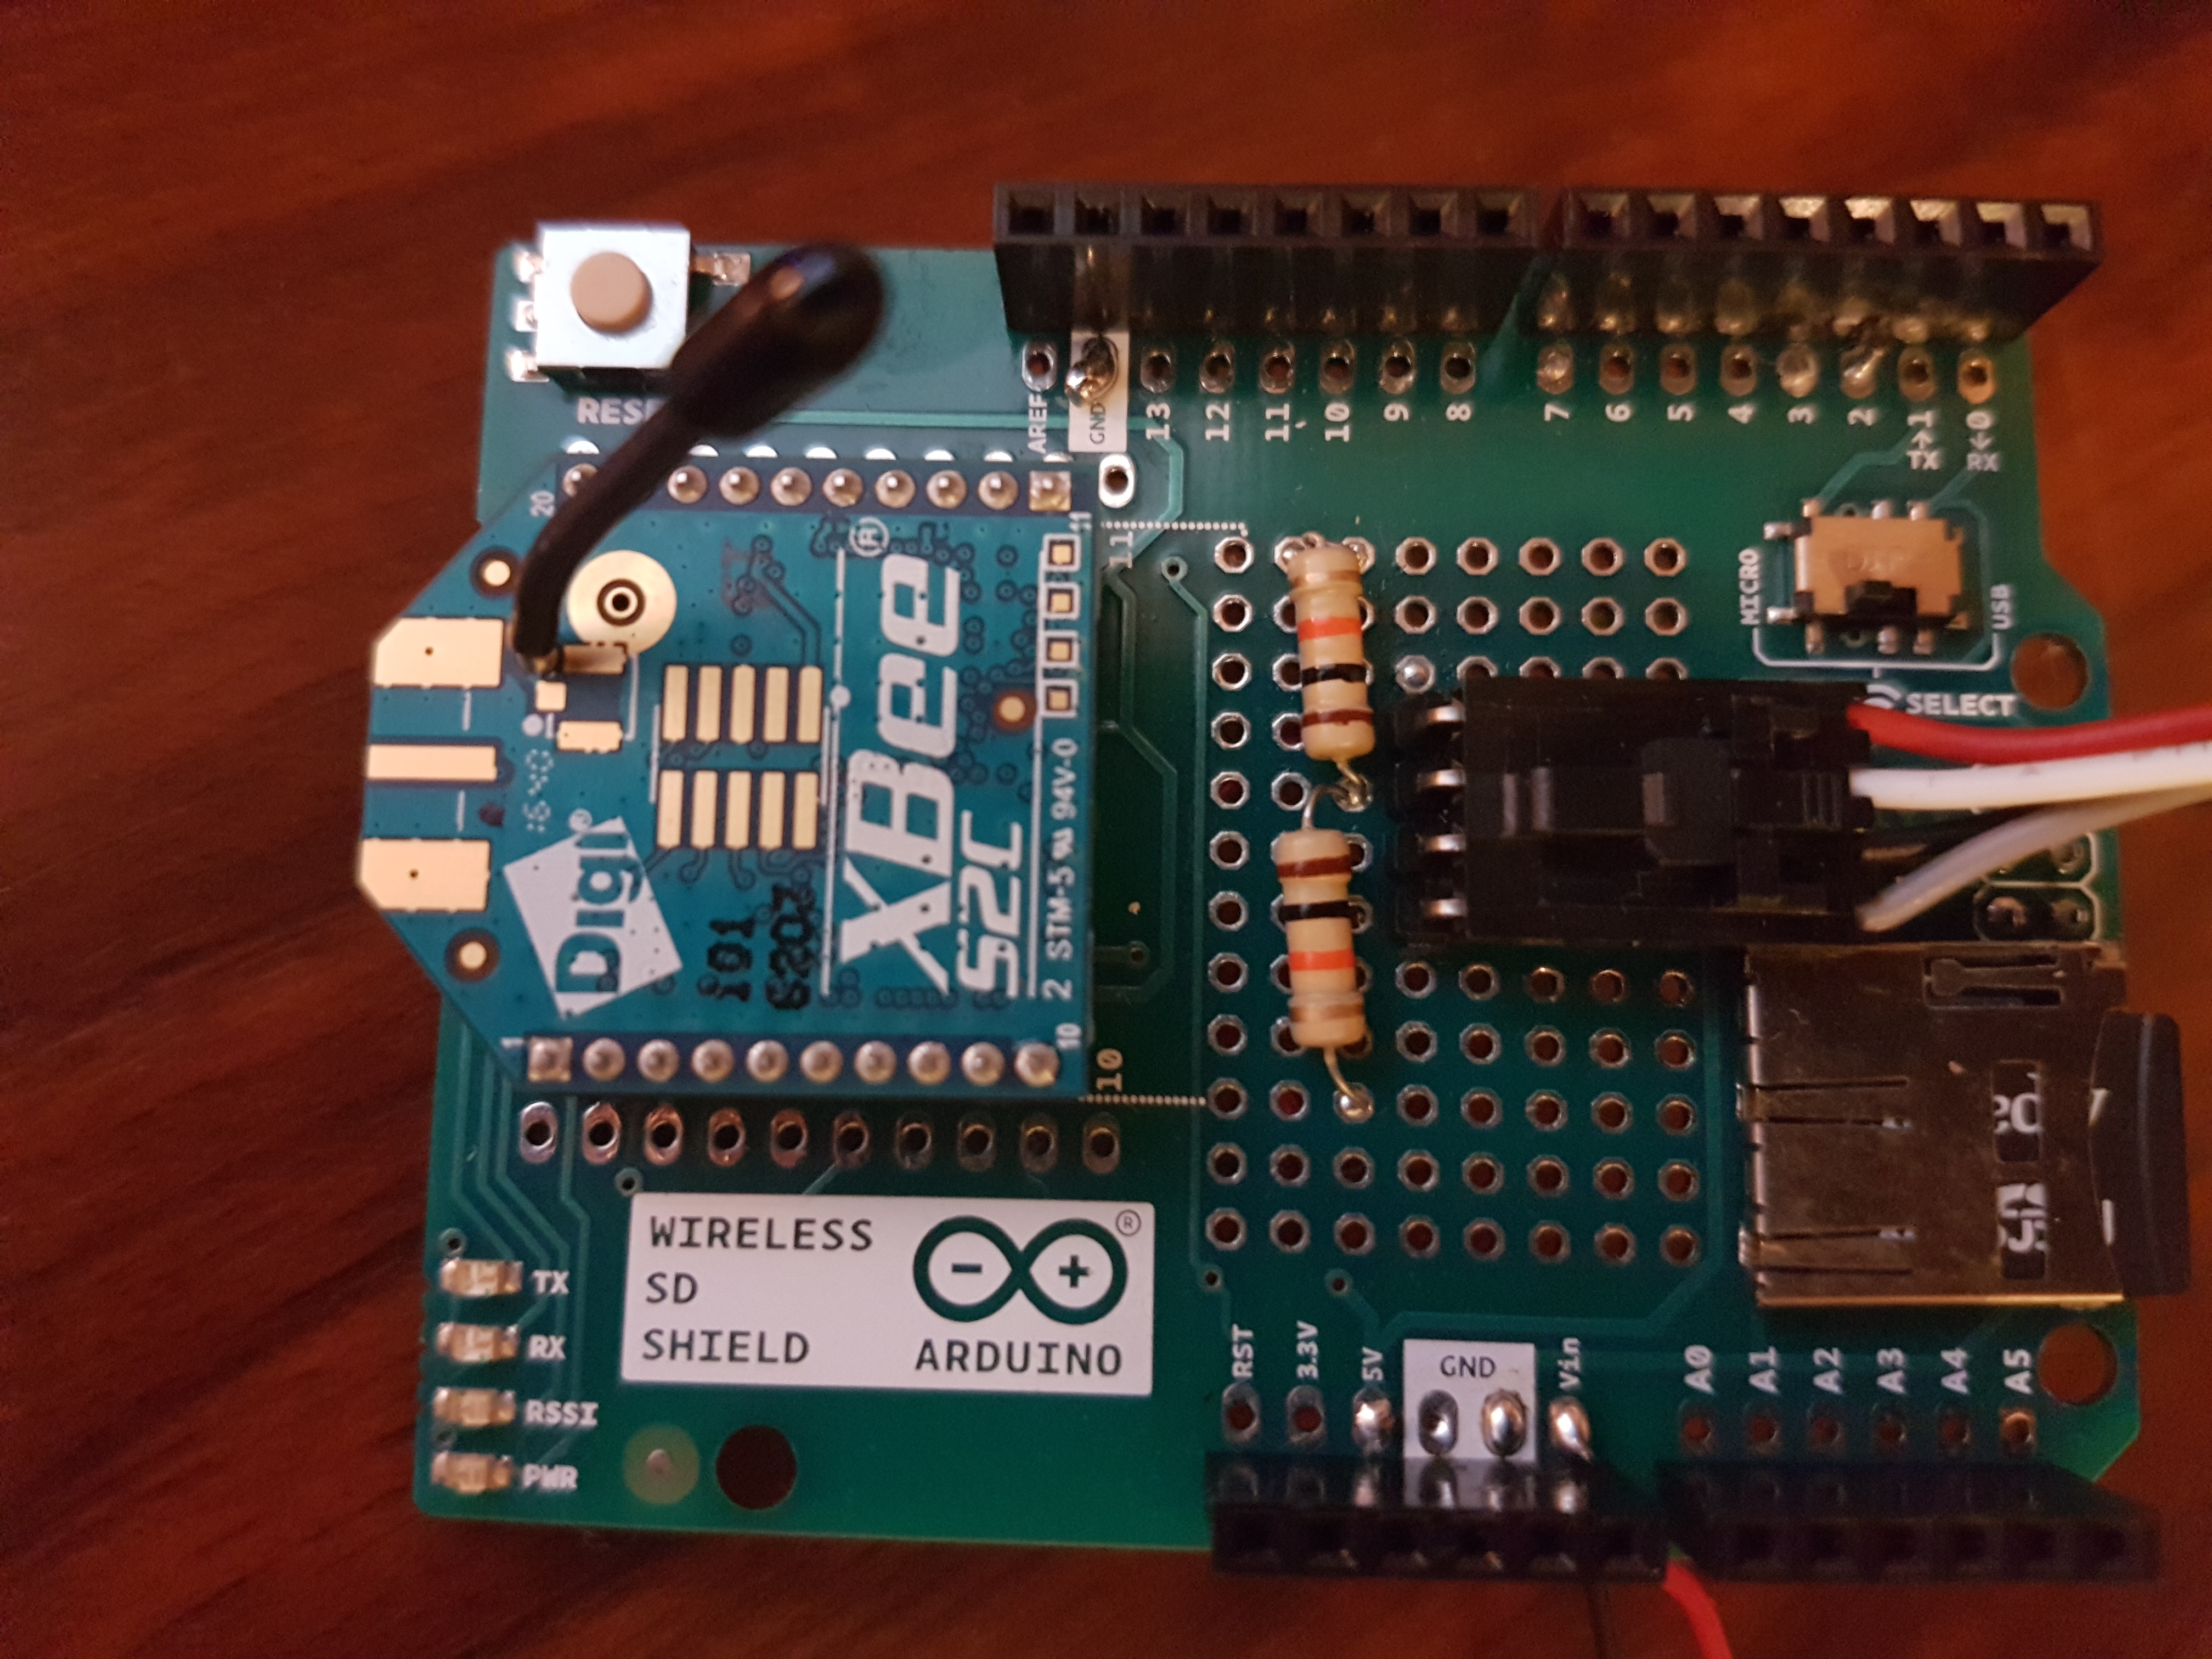 AREF
GND
13
12
11
10
9
8
7
6
5
4
3
2
TX→1
RX←0
20
11
11
MICRO
USB
SELECT
XBee®
S2C
Digi®
2 STM-5 94V-0
1
10
10
WIRELESS
SD
SHIELD
®
ARDUINO
TX
RX
RSSI
PWR
RST
3.3V
5V
GND
Vin
A0
A1
A2
A3
A4
A5